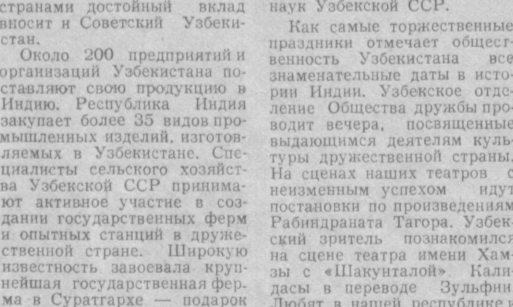 странами достойный вклад
вносит и Советский Узбеки-
стан.
Около 200 предприятий и
организаций Узбекистана по-
ставляют свою продукцию в
Индию. Республика Индия
закупает более 35 видов про-
мышленных изделий, изготов-
ляемых в Узбекистане. Спе-
циалисты сельского хозяйст-
ва Узбекской ССР принима-
ют активное участие в соз-
дании государственных ферм
и опытных станций в друже-
ственной стране. Широкую
известность завоевала круп-
нейшая государственная фер-
ма в Суратгархе — подарок
наук Узбекской ССР.
Как самые торжественные
праздники отмечает общест-
венность Узбекистана все
знаменательные даты в исто-
рии Индии. Узбекское отде-
ление Общества дружбы про-
водит вечера, посвященные
выдающимся деятелям куль-
туры дружественной страны.
На сценах наших театров с
неизменным успехом идут
постановки по произведениям
Рабиндраната Тагора. Узбек-
ский зритель познакомился
на сцене театра имени Хам-
зы с «Шакунталой». Кали-
дасы в переводе Зульфии.
Любят в нашей республике